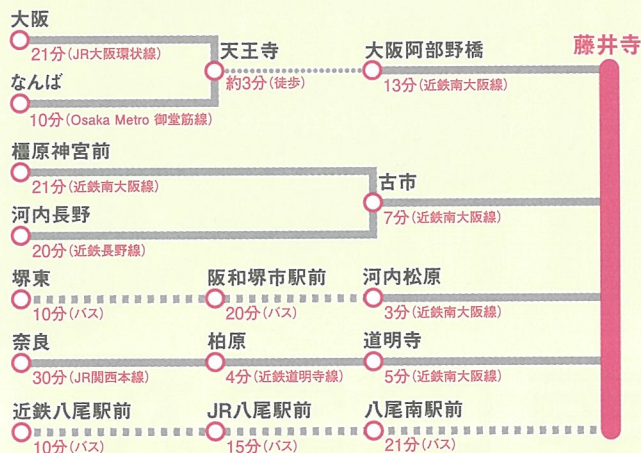 大阪
21分(JR大阪環状線)
天王寺
約3分(徒歩)
大阪阿部野橋
13分(近鉄南大阪線)
藤井寺
なんば
10分(Osaka Metro 御堂筋線)
橿原神宮前
21分(近鉄南大阪線)
古市
7分(近鉄南大阪線)
河内長野
20分(近鉄長野線)
堺東
10分(バス)
阪和堺市駅前
20分(バス)
河内松原
3分(近鉄南大阪線)
奈良
30分(JR関西本線)
柏原
4分(近鉄道明寺線)
道明寺
5分(近鉄南大阪線)
近鉄八尾駅前
10分(バス)
JR八尾駅前
15分(バス)
八尾南駅前
21分(バス)